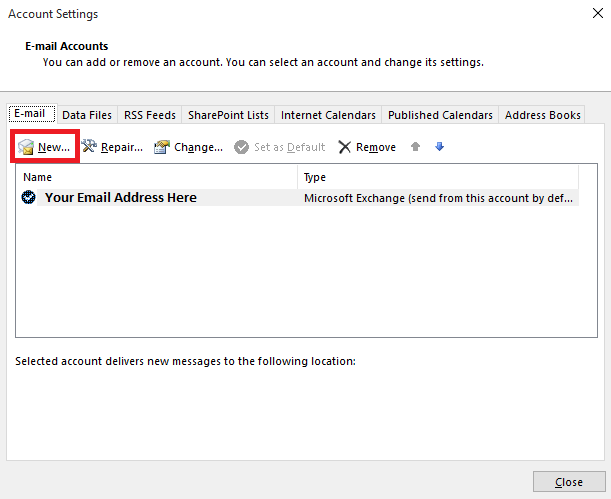 Account Settings
E-mail Accounts
You can add or remove an account. You can select an account and change its settings.
E-mail Data Files RSS Feeds SharePoint Lists Internet Calendars Published Calendars Address Books
New... Repair... Change... Set as Default Remove
Name Type
Your Email Address Here Microsoft Exchange (send from this account by def...
Selected account delivers new messages to the following location:
Close